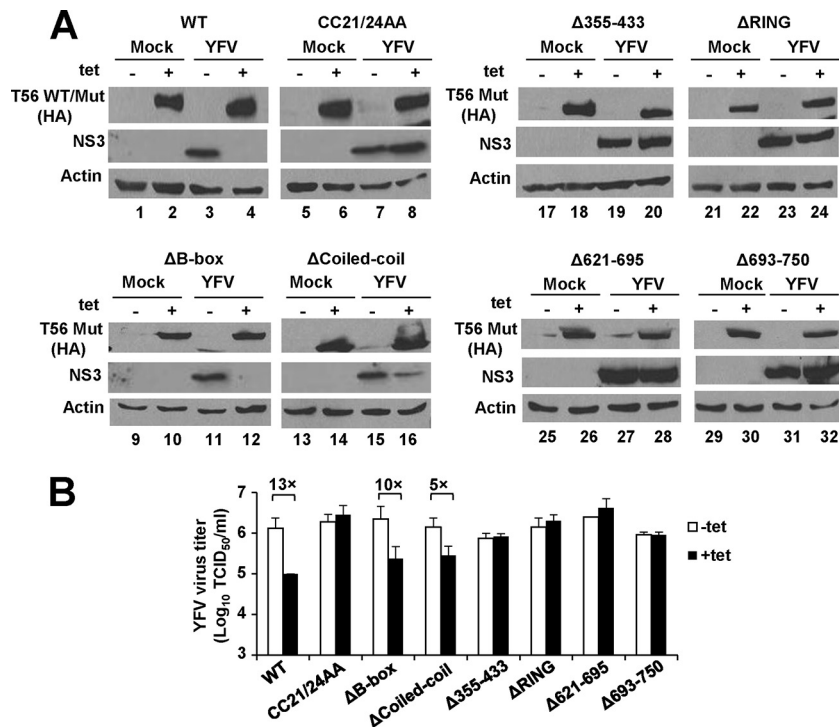 A
WT
CC21/24AA
Mock YFV Mock YFV
tet - + - + - + - +
T56 WT/Mut
(HA)
NS3
Actin
1 2 3 4 5 6 7 8
Δ355-433
ΔRING
Mock YFV Mock YFV
tet - + - + - + - +
T56 Mut
(HA)
NS3
Actin
17 18 19 20 21 22 23 24
ΔB-box
ΔCoiled-coil
Mock YFV Mock YFV
tet - + - + - + - +
T56 Mut
(HA)
NS3
Actin
9 10 11 12 13 14 15 16
Δ621-695
Δ693-750
Mock YFV Mock YFV
tet - + - + - + - +
T56 Mut
(HA)
NS3
Actin
25 26 27 28 29 30 31 32
B
YFV virus titer
(Log10 TCID50/ml)
7
6
5
4
3
13×
10×
5×
-tet
+tet
WT
CC21/24AA
ΔB-box
ΔCoiled-coil
Δ355-433
ΔRING
Δ621-695
Δ693-750